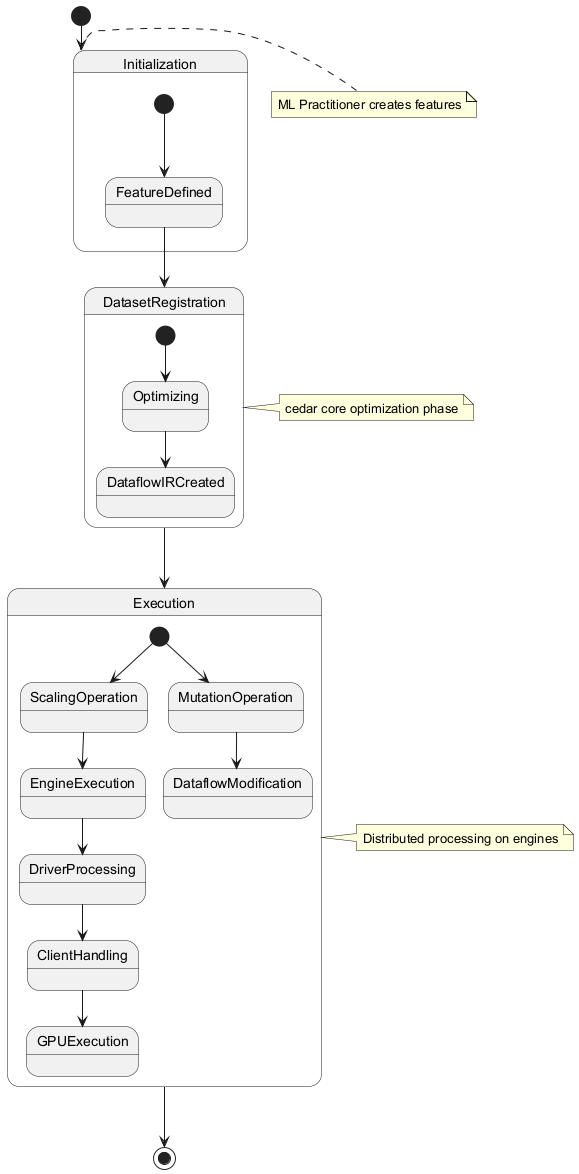 Initialization
ML Practitioner creates features
FeatureDefined
DatasetRegistration
Optimizing
cedar core optimization phase
DataflowIRCreated
Execution
ScalingOperation
MutationOperation
EngineExecution
DataflowModification
Distributed processing on engines
DriverProcessing
ClientHandling
GPUExecution